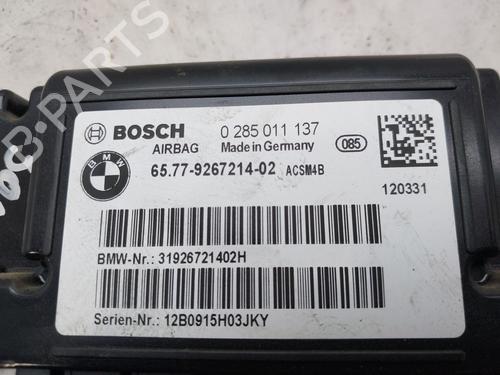 B-PARTS
BOSCH 0 285 011 137
AIRBAG Made in Germany 085
BMW
65.77-9267214-02 ACSM4B
120331
BMW-Nr.: 31926721402H
Serien-Nr.: 12B0915H03JKY